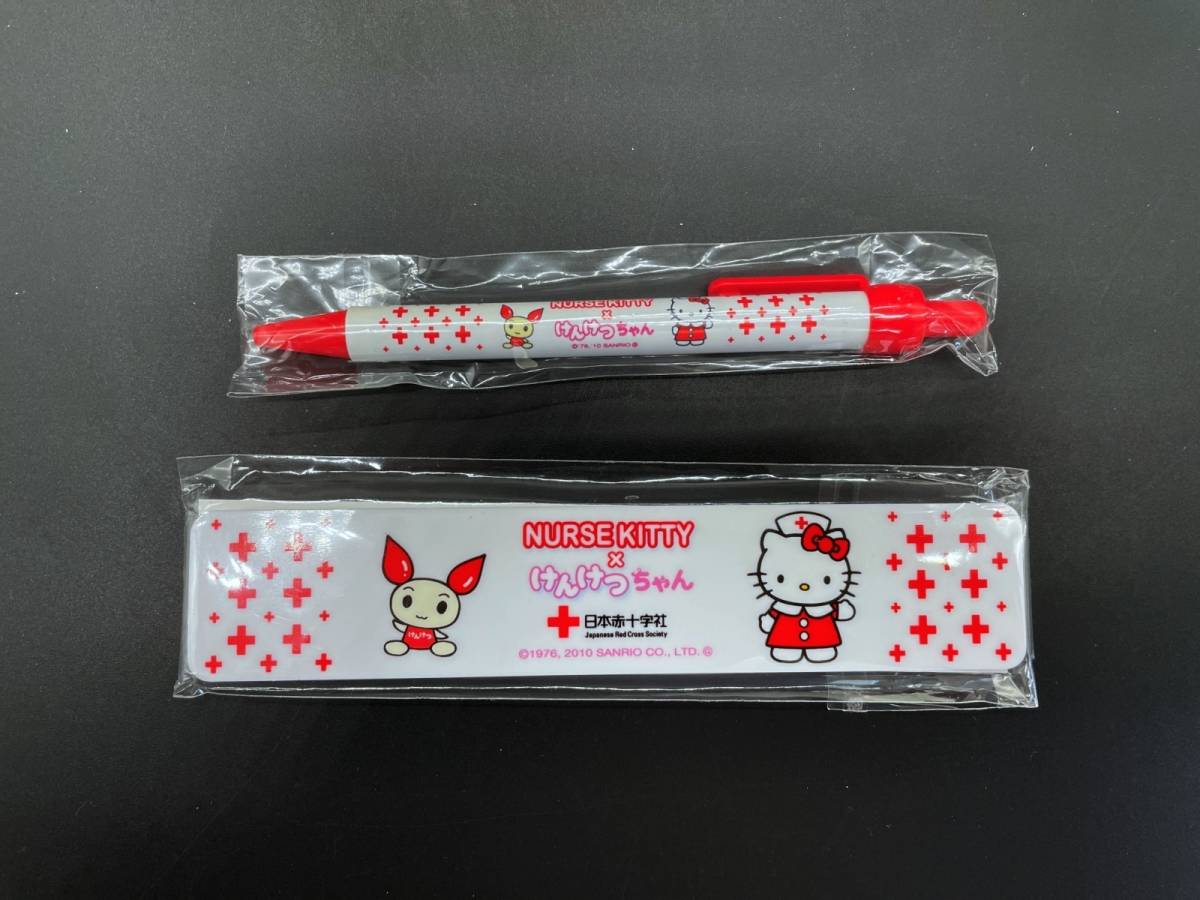 NURSE KITTY
×
けんけつちゃん
©'76, '10 SANRIO ⓐ
NURSE KITTY
×
けんけつちゃん
日本赤十字社
Japanese Red Cross Society
けんけつ
©1976, 2010 SANRIO CO., LTD. ⓐ